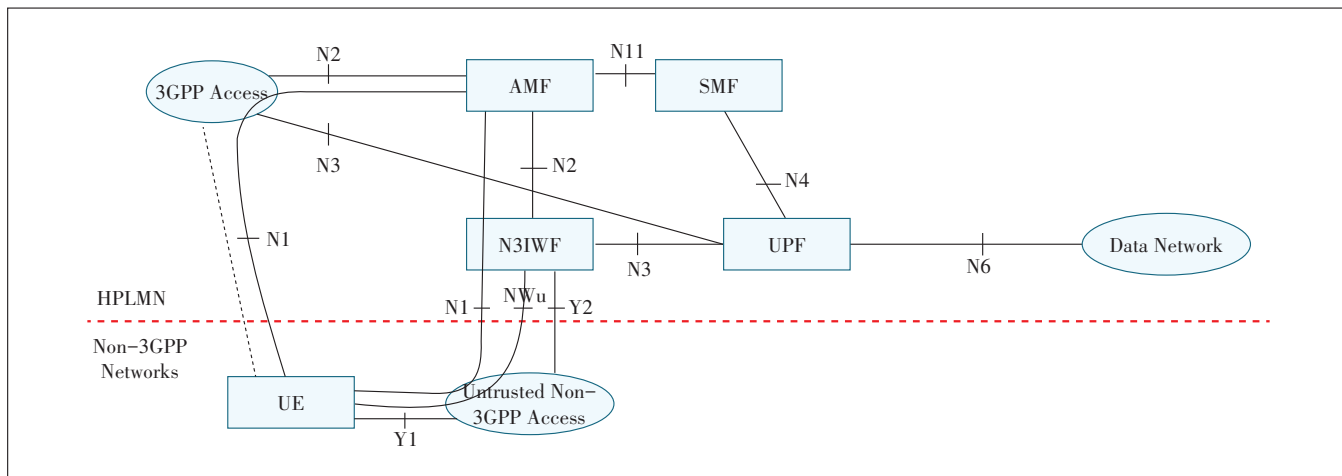 N2
N11
3GPP Access
AMF
SMF
N3
N2
N4
N1
N3IWF
UPF
Data Network
N3
N6
HPLMN
N1
NWu
Y2
Non-3GPP
Networks
UE
Untrusted Non-
3GPP Access
Y1